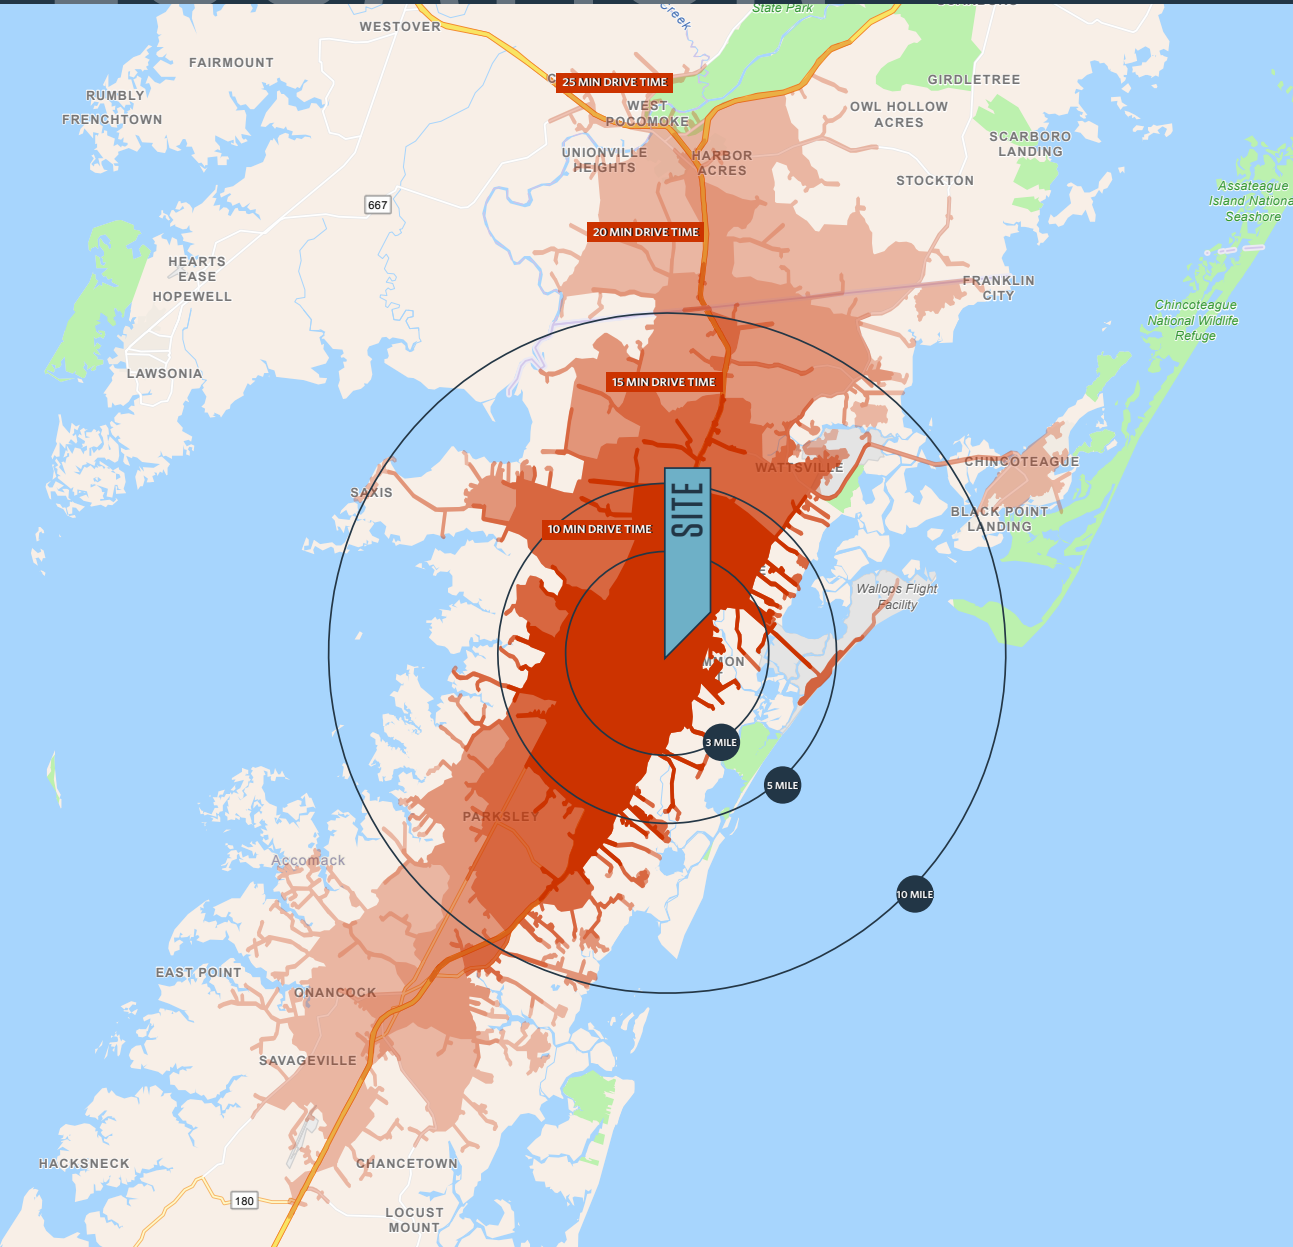 Creek
State Park
WESTOVER
FAIRMOUNT
RUMBLY
FRENCHTOWN
25 MIN DRIVE TIME
WEST
POCOMOKE
GIRDLETREE
OWL HOLLOW
ACRES
SCARBORO
LANDING
UNIONVILLE
HEIGHTS
HARBOR
ACRES
STOCKTON
Assateague
Island Nationa
Seashore
667
20 MIN DRIVE TIME
HEARTS
EASE
HOPEWELL
FRANKLIN
CITY
Chincoteague
National Wildlife
Refuge
LAWSONIA
15 MIN DRIVE TIME
WATTSVILLE
CHINCOTEAGUE
SAXIS
SITE
BLACK POINT
LANDING
10 MIN DRIVE TIME
Wallops Flight
Facility
3 MILE
5 MILE
PARKSLEY
Accomack
10 MILE
EAST POINT
ONANCOCK
SAVAGEVILLE
HACKSNECK
CHANCETOWN
180
LOCUST
MOUNT